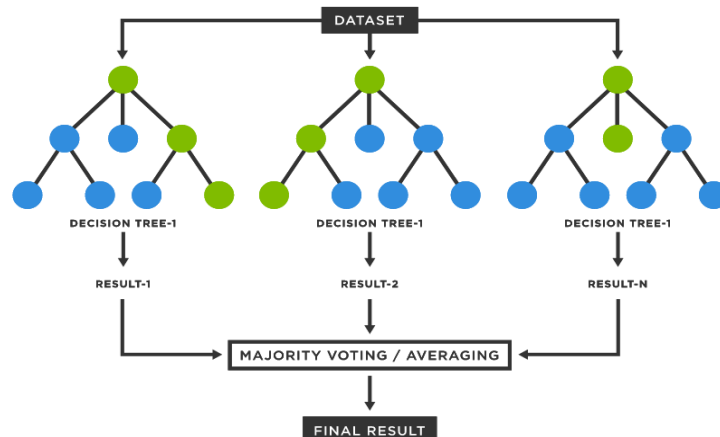 DATASET
DECISION TREE-1
DECISION TREE-1
DECISION TREE-1
RESULT-1
RESULT-2
RESULT-N
MAJORITY VOTING / AVERAGING
FINAL RESULT